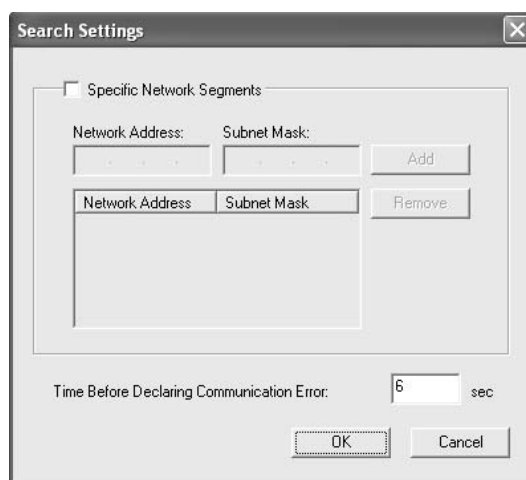 Search Settings
Specific Network Segments
Network Address: Subnet Mask:
Add
Network Address Subnet Mask
Remove
Time Before Declaring Communication Error: 6 sec
OK Cancel